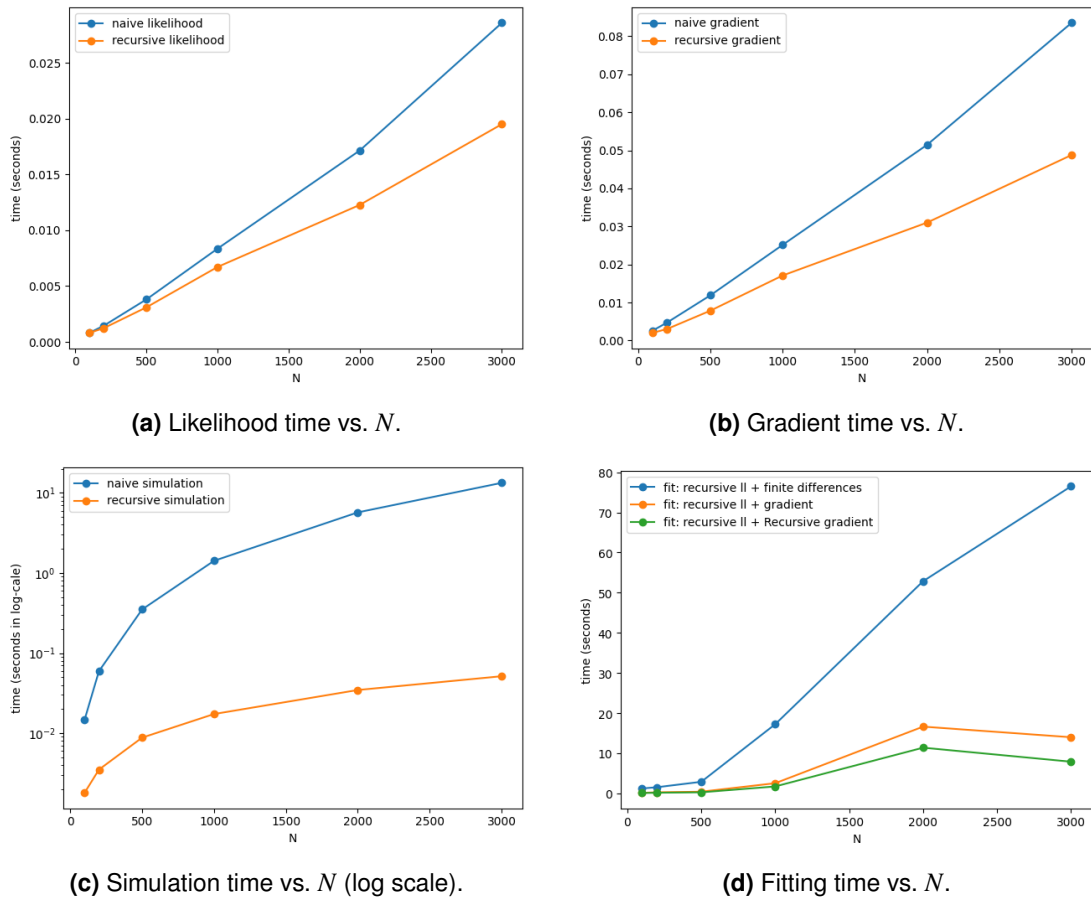 naive likelihood
recursive likelihood
0.025
0.020
0.015
0.010
0.005
0.000
time (seconds)
0 500 1000 1500 2000 2500 3000
N
(a) Likelihood time vs. N.
naive gradient
recursive gradient
0.08
0.07
0.06
0.05
0.04
0.03
0.02
0.01
0.00
time (seconds)
0 500 1000 1500 2000 2500 3000
N
(b) Gradient time vs. N.
naive simulation
recursive simulation
10^1
10^0
10^-1
10^-2
time (seconds in log-cale)
0 500 1000 1500 2000 2500 3000
N
(c) Simulation time vs. N (log scale).
fit: recursive ll + finite differences
fit: recursive ll + gradient
fit: recursive ll + Recursive gradient
80
70
60
50
40
30
20
10
0
time (seconds)
0 500 1000 1500 2000 2500 3000
N
(d) Fitting time vs. N.